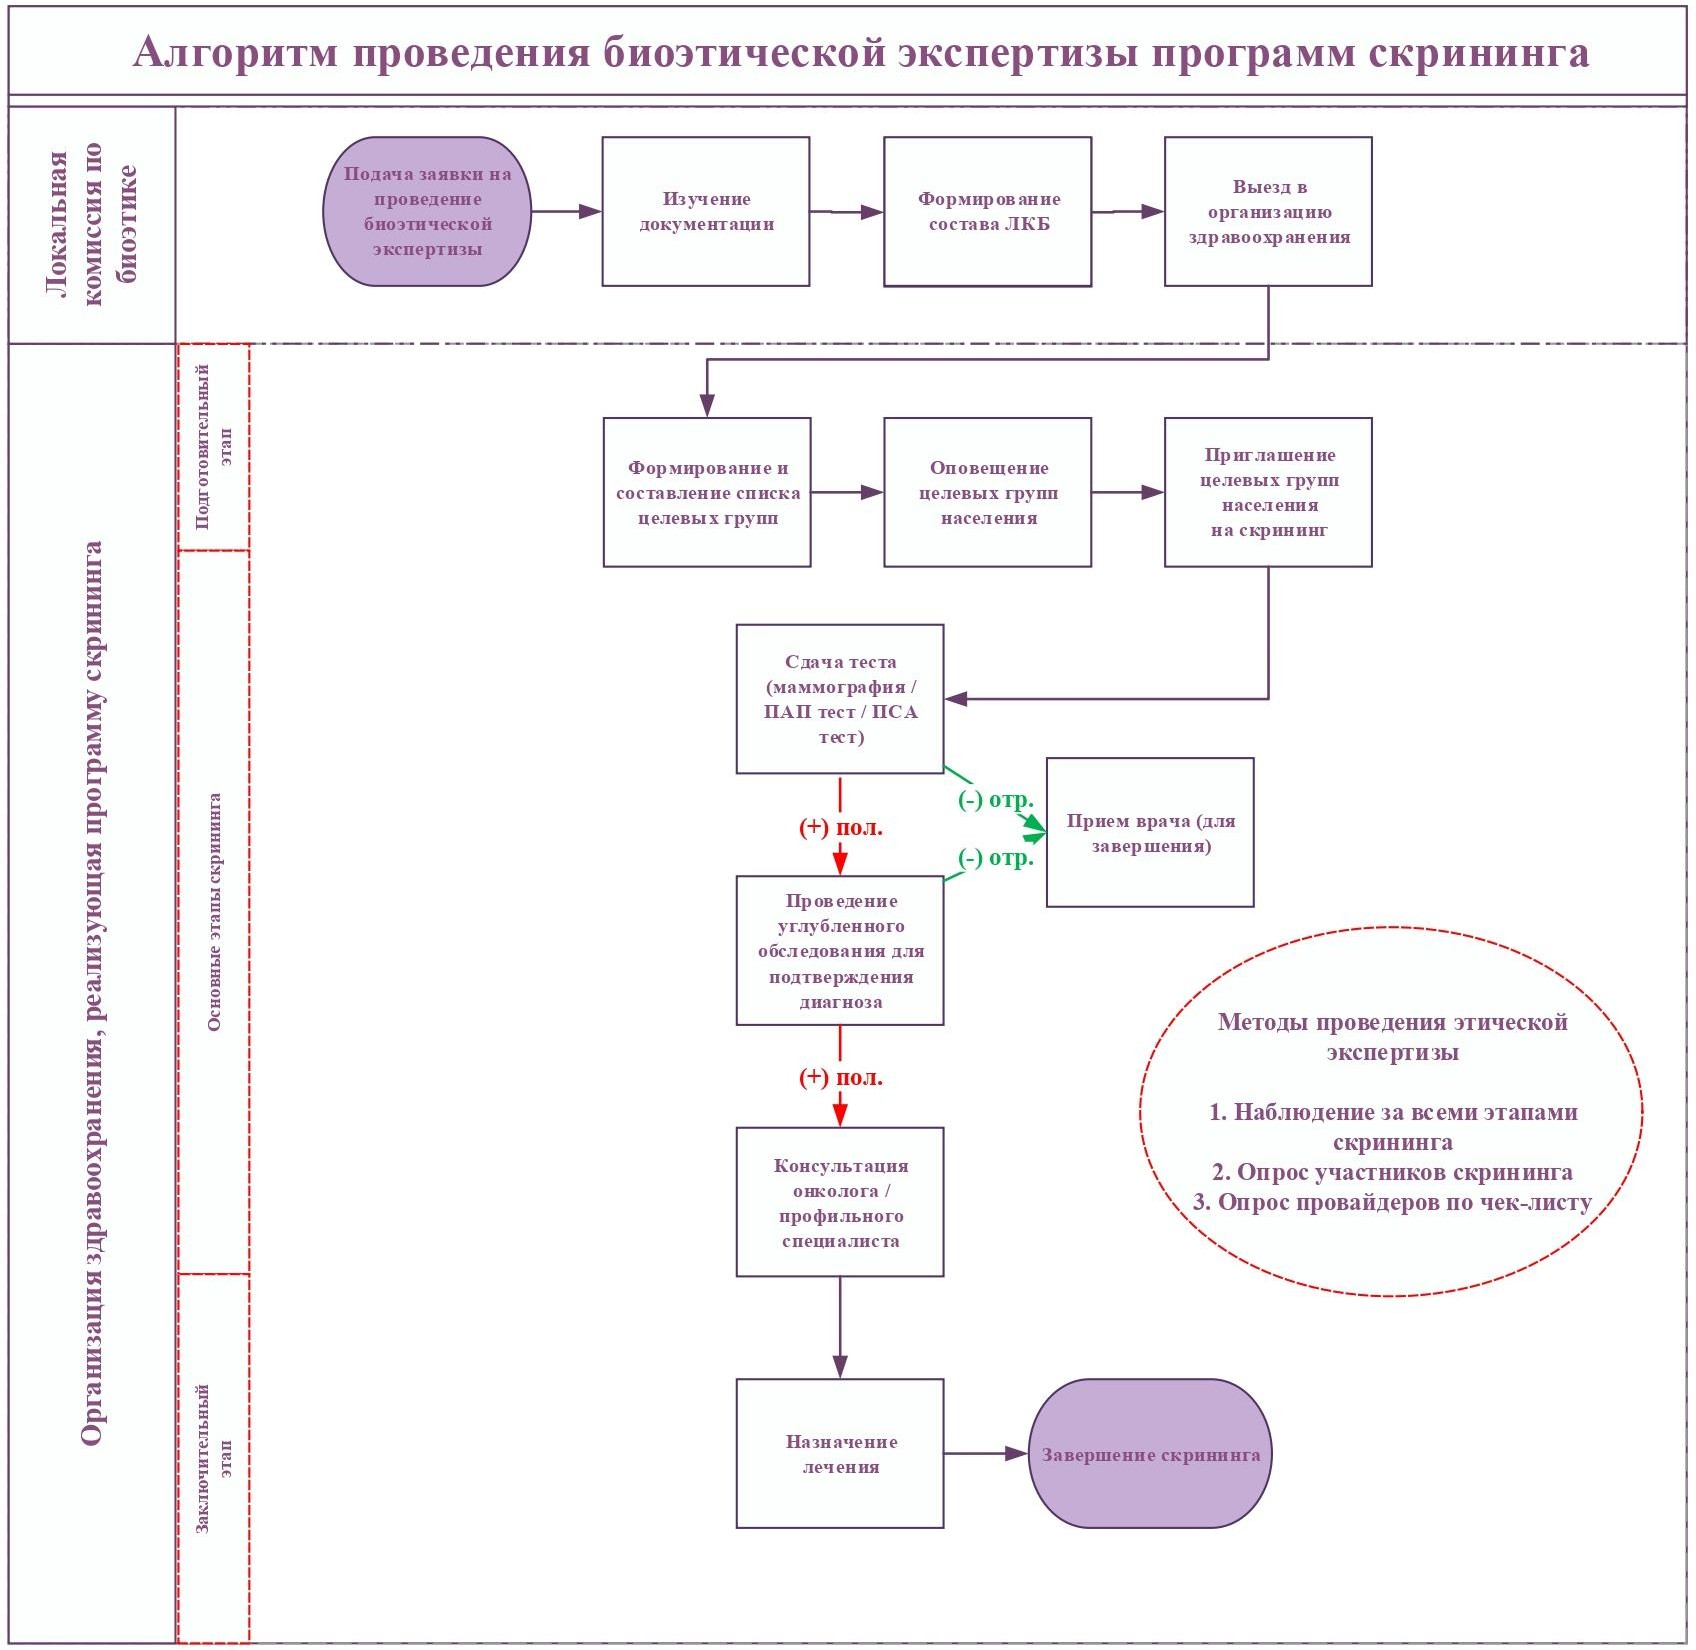 Алгоритм проведения биоэтической экспертизы программ скрининга
Локальная
комиссия по
биоэтике
Подача заявки на
проведение
биоэтической
экспертизы
Изучение
документации
Формирование
состава ЛКБ
Выезд в
организацию
здравоохранения
Организация здравоохранения, реализующая программу скрининга
Подготовительный
этап
Формирование и
составление списка
целевых групп
Оповещение
целевых групп
населения
Приглашение
целевых групп
населения
на скрининг
Основные этапы скрининга
Сдача теста
(маммография /
ПАП тест / ПСА
тест)
(-) отр.
(+) пол.
(-) отр.
Прием врача (для
завершения)
Проведение
углубленного
обследования для
подтверждения
диагноза
(+) пол.
Консультация
онколога /
профильного
специалиста
Методы проведения этической
экспертизы
1. Наблюдение за всеми этапами
скрининга
2. Опрос участников скрининга
3. Опрос провайдеров по чек-листу
Заключительный
этап
Назначение
лечения
Завершение скрининга